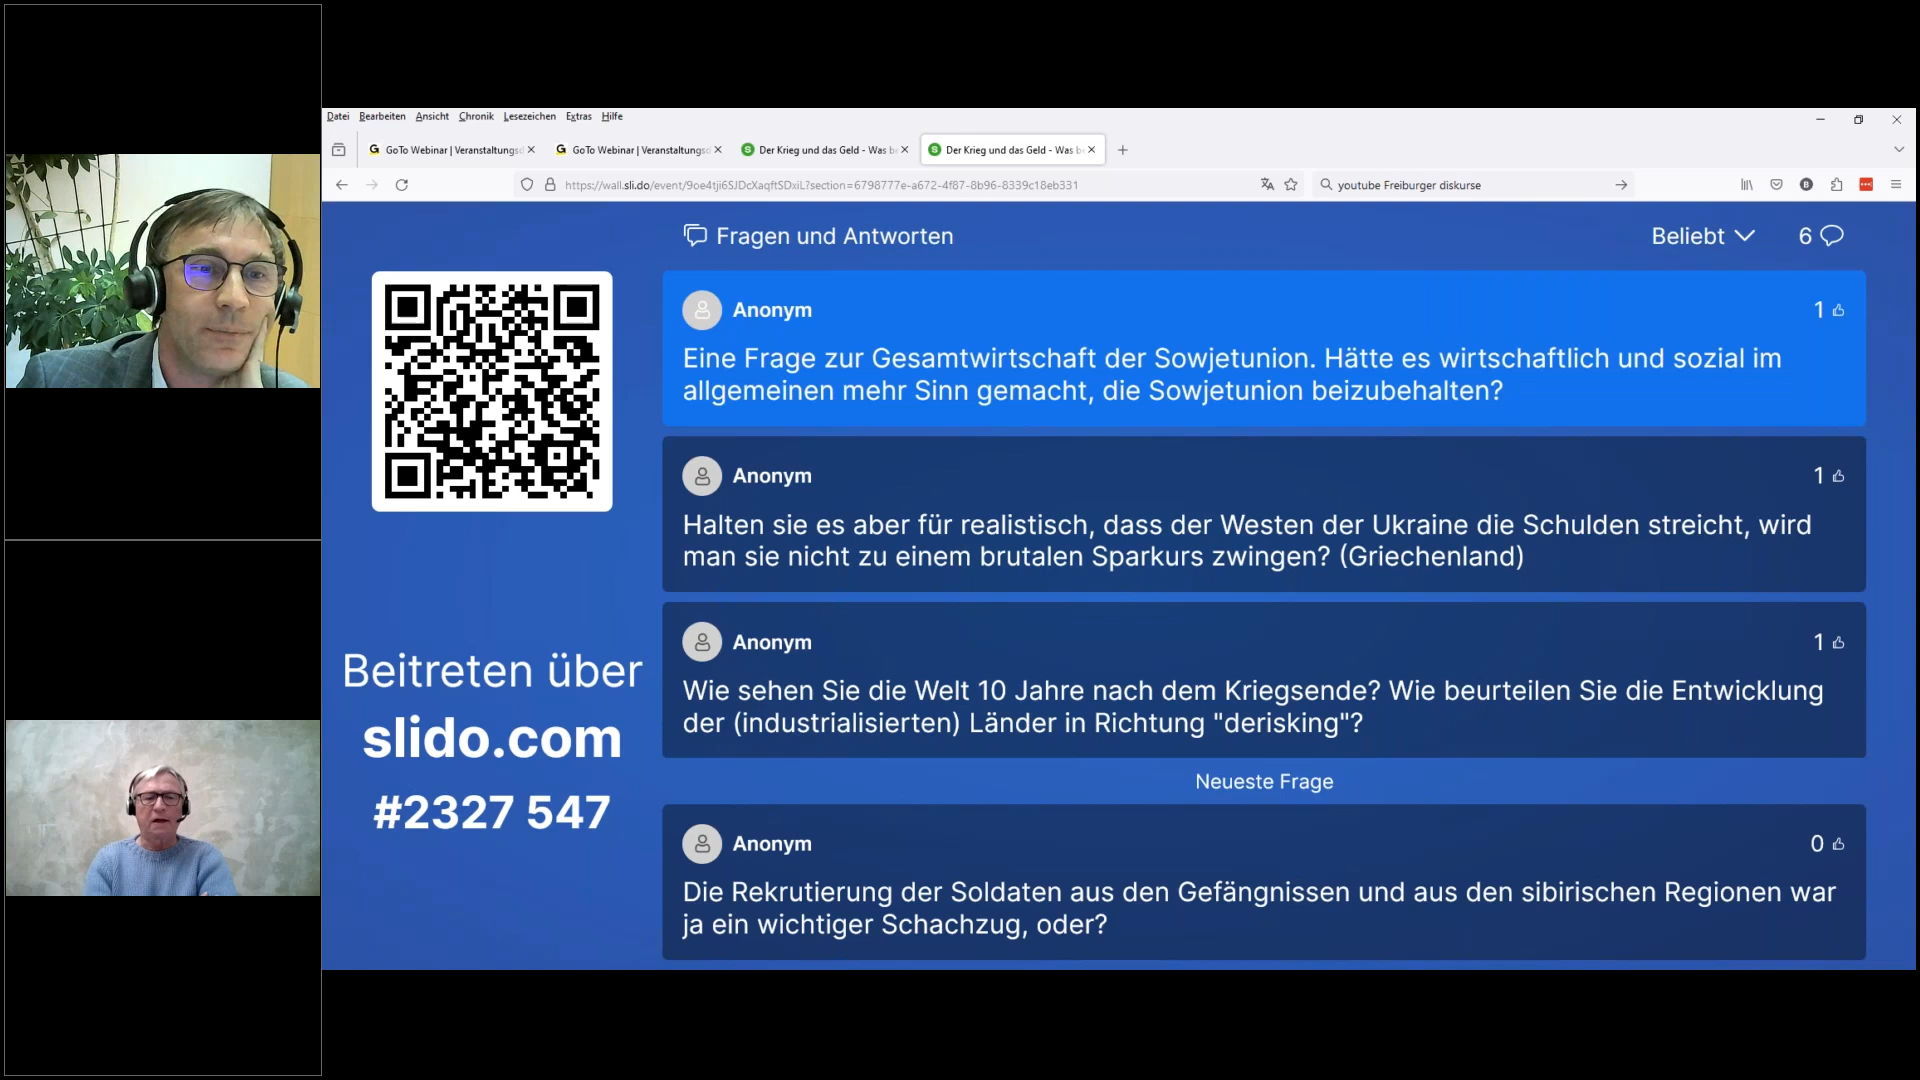 Datei Bearbeiten Ansicht Chronik Lesezeichen Extras Hilfe
GoTo Webinar | Veranstaltungsd GoTo Webinar | Veranstaltungsd Der Krieg und das Geld - Was be Der Krieg und das Geld - Was be
https://wall.sli.do/event/9oe4tji6SJDcXaqftSDxiL?section=6798777e-a672-4f87-8b96-8339c18eb331 youtube Freiburger diskurse
Fragen und Antworten Beliebt 6
Anonym 1
Eine Frage zur Gesamtwirtschaft der Sowjetunion. Hätte es wirtschaftlich und sozial im
allgemeinen mehr Sinn gemacht, die Sowjetunion beizubehalten?
Anonym 1
Halten sie es aber für realistisch, dass der Westen der Ukraine die Schulden streicht, wird
man sie nicht zu einem brutalen Sparkurs zwingen? (Griechenland)
Anonym 1
Wie sehen Sie die Welt 10 Jahre nach dem Kriegsende? Wie beurteilen Sie die Entwicklung
der (industrialisierten) Länder in Richtung "derisking"?
Neueste Frage
Anonym 0
Die Rekrutierung der Soldaten aus den Gefängnissen und aus den sibirischen Regionen war
ja ein wichtiger Schachzug, oder?
Beitreten über
slido.com
#2327 547